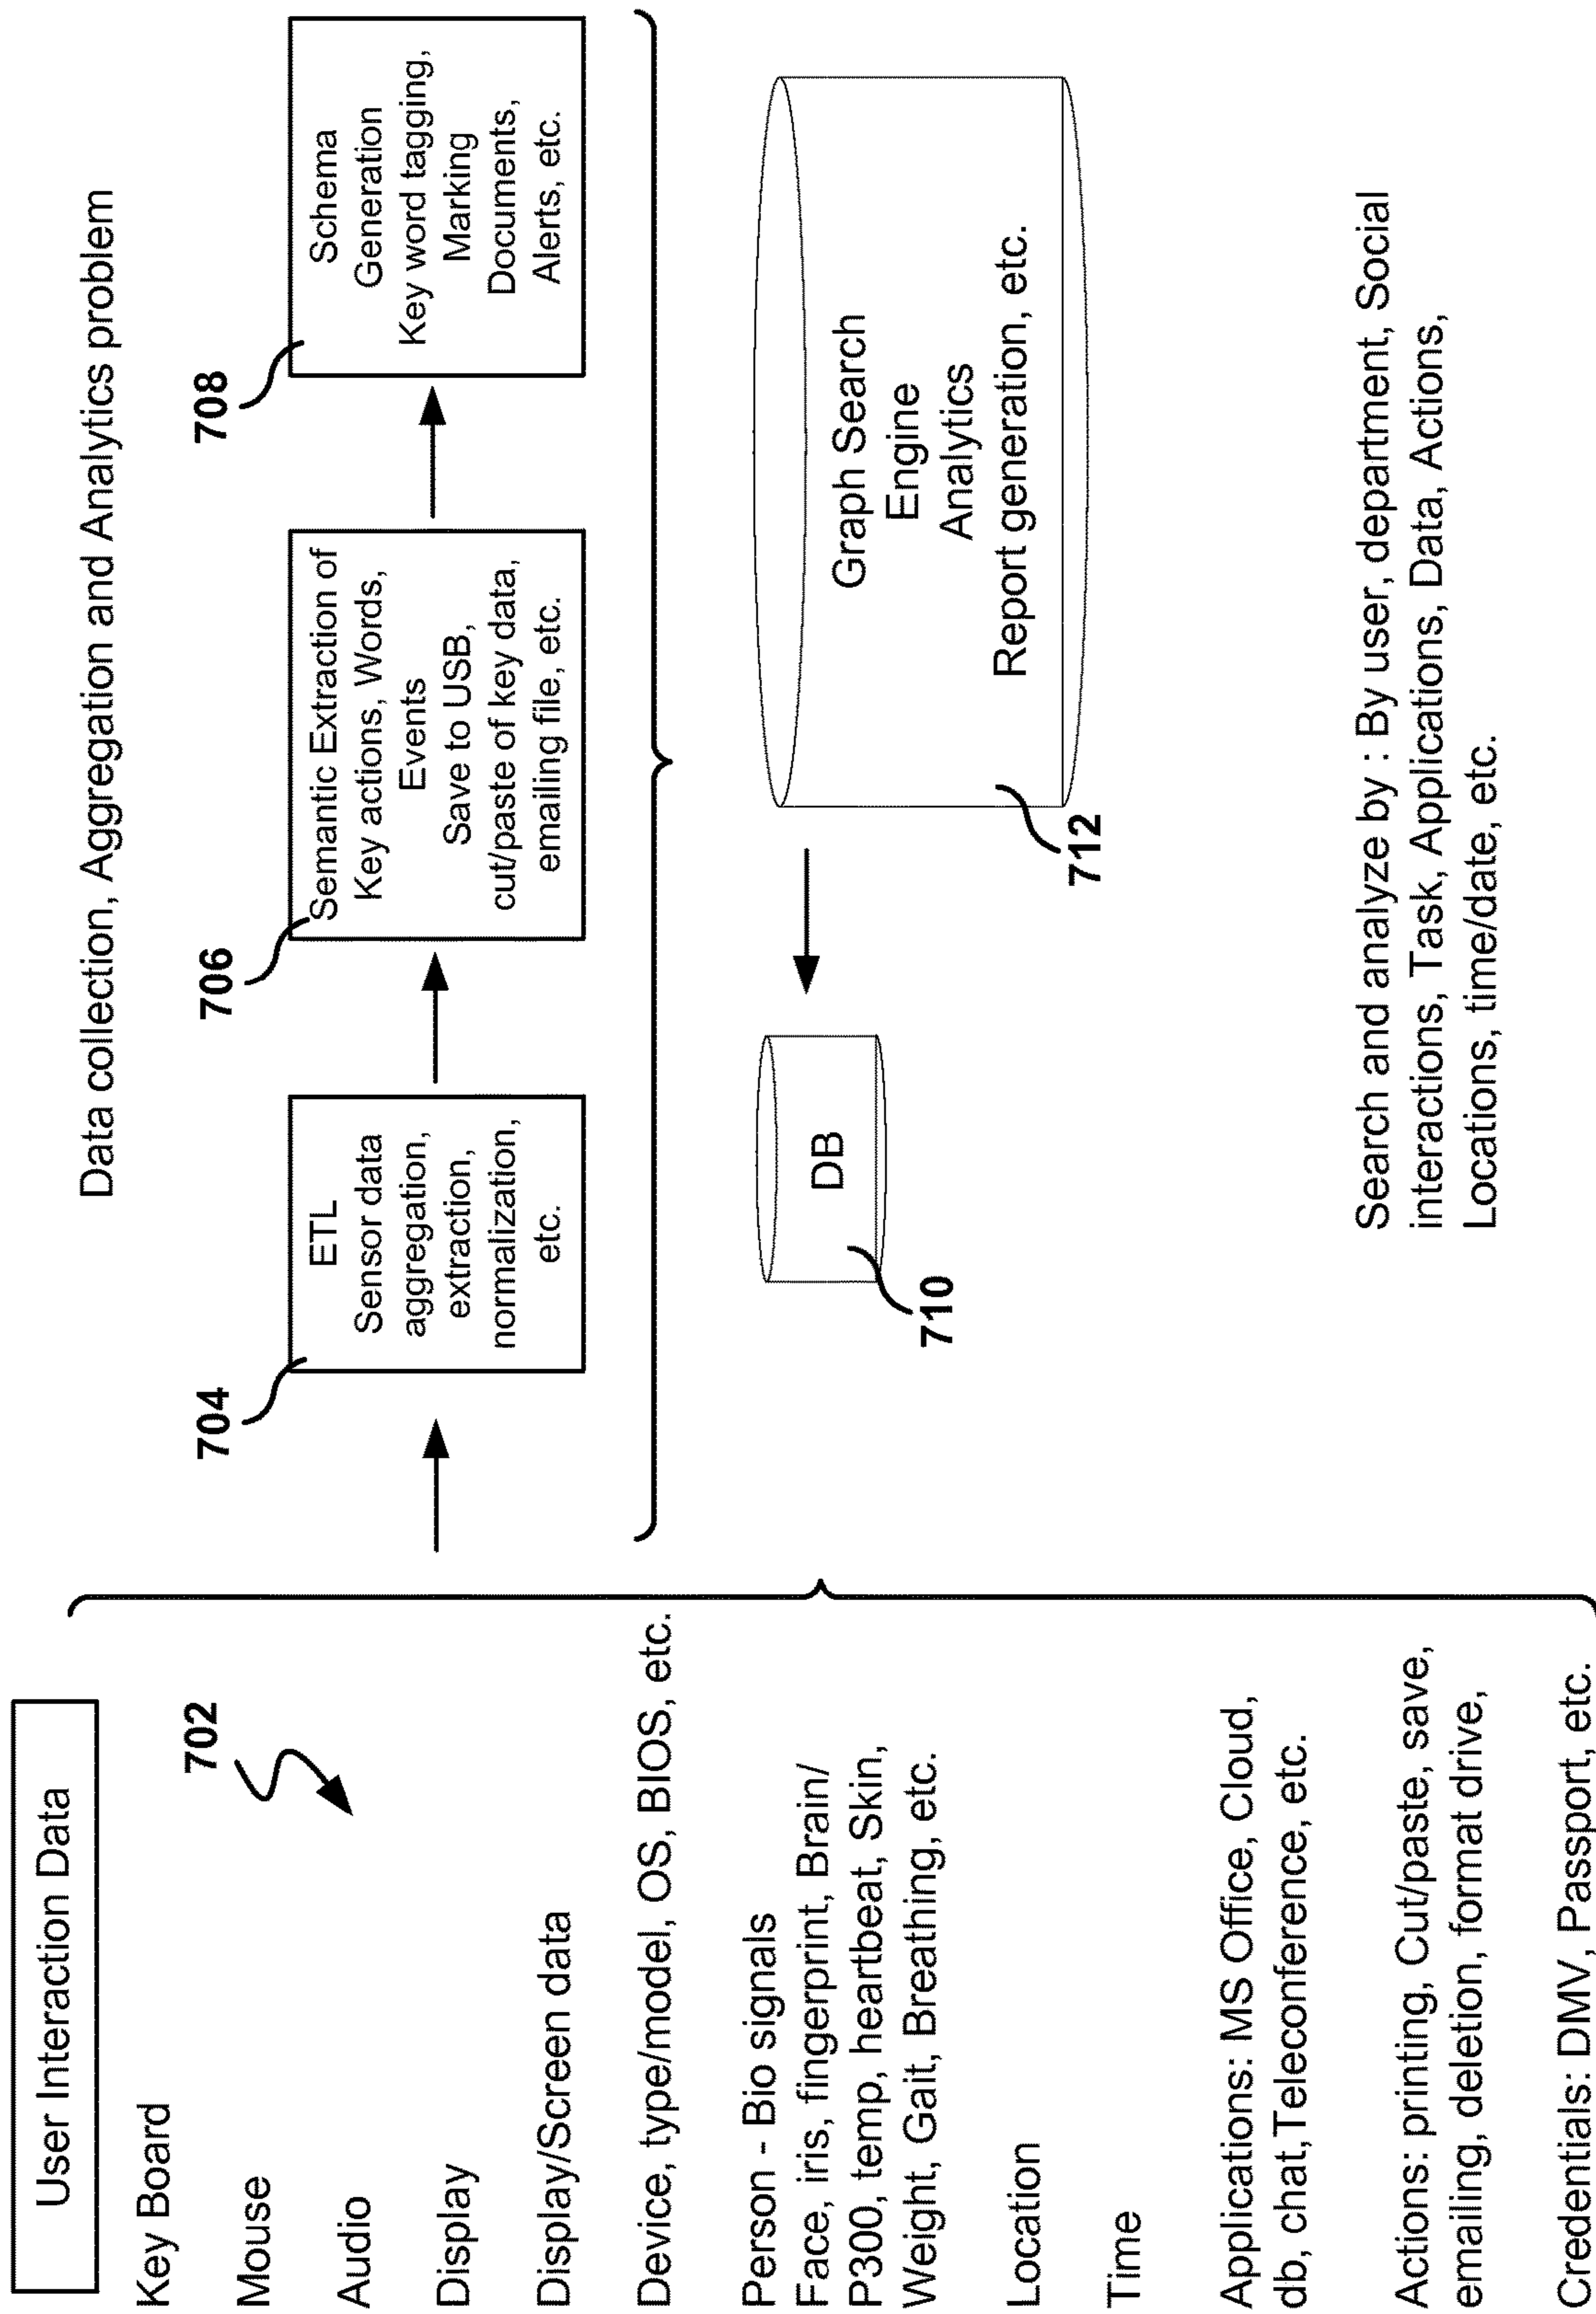 User Interaction Data
Key Board
Mouse
Audio
Display
Display/Screen data
Device, type/model, OS, BIOS, etc.
Person - Bio signals
Face, iris, fingerprint, Brain/
P300, temp, heartbeat, Skin,
Weight, Gait, Breathing, etc.
Location
Time
Applications: MS Office, Cloud,
db, chat,Teleconference, etc.
Actions: printing, Cut/paste, save,
emailing, deletion, format drive,
Credentials: DMV, Passport, etc.
702
Data collection, Aggregation and Analytics problem
704
ETL
Sensor data
aggregation,
extraction,
normalization,
etc.
706
Semantic Extraction of
Key actions, Words,
Events
Save to USB,
cut/paste of key data,
emailing file, etc.
708
Schema
Generation
Key word tagging,
Marking
Documents,
Alerts, etc.
DB
710
Graph Search
Engine
Analytics
Report generation, etc.
712
Search and analyze by : By user, department, Social
interactions, Task, Applications, Data, Actions,
Locations, time/date, etc.